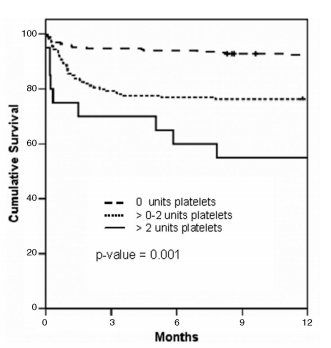 100
80
60
40
20
0
Cumulative Survival
0 units platelets
> 0-2 units platelets
> 2 units platelets
p-value = 0.001
0 3 6 9 12
Months